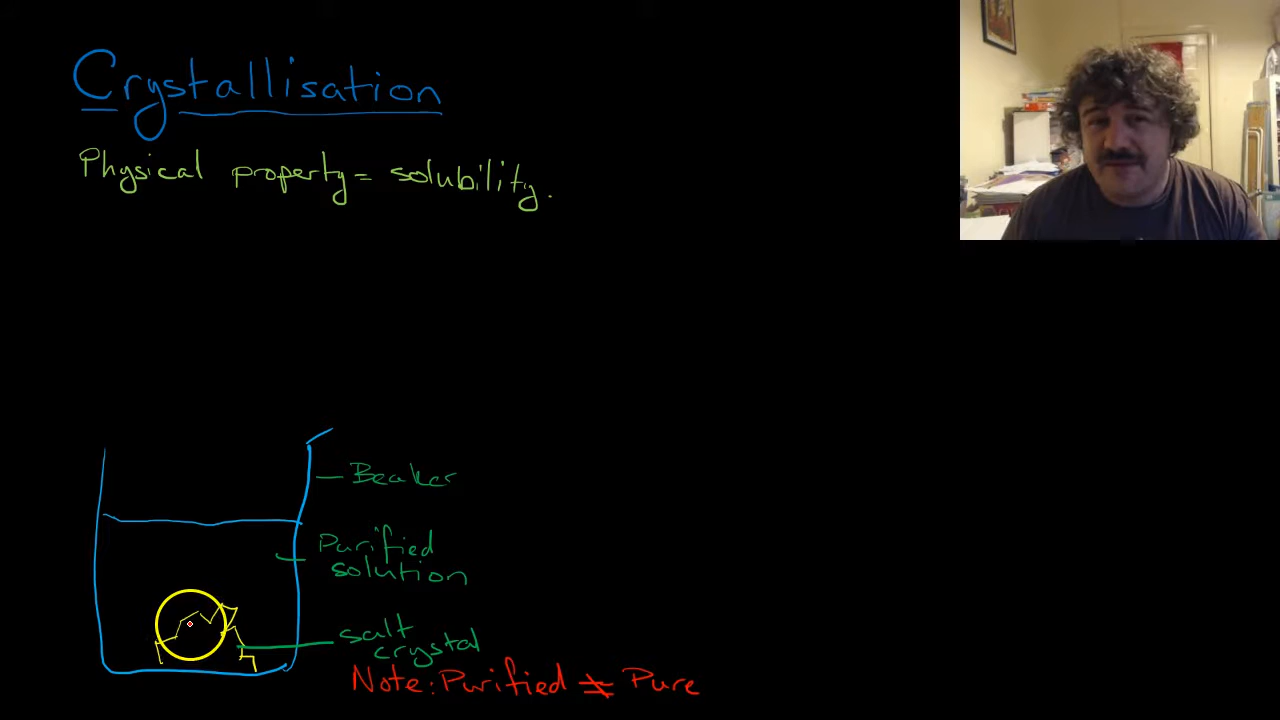 Crystallisation
Physical property = solubility.
Beaker
Purified
solution
salt
crystal
Note: Purified ≠ Pure